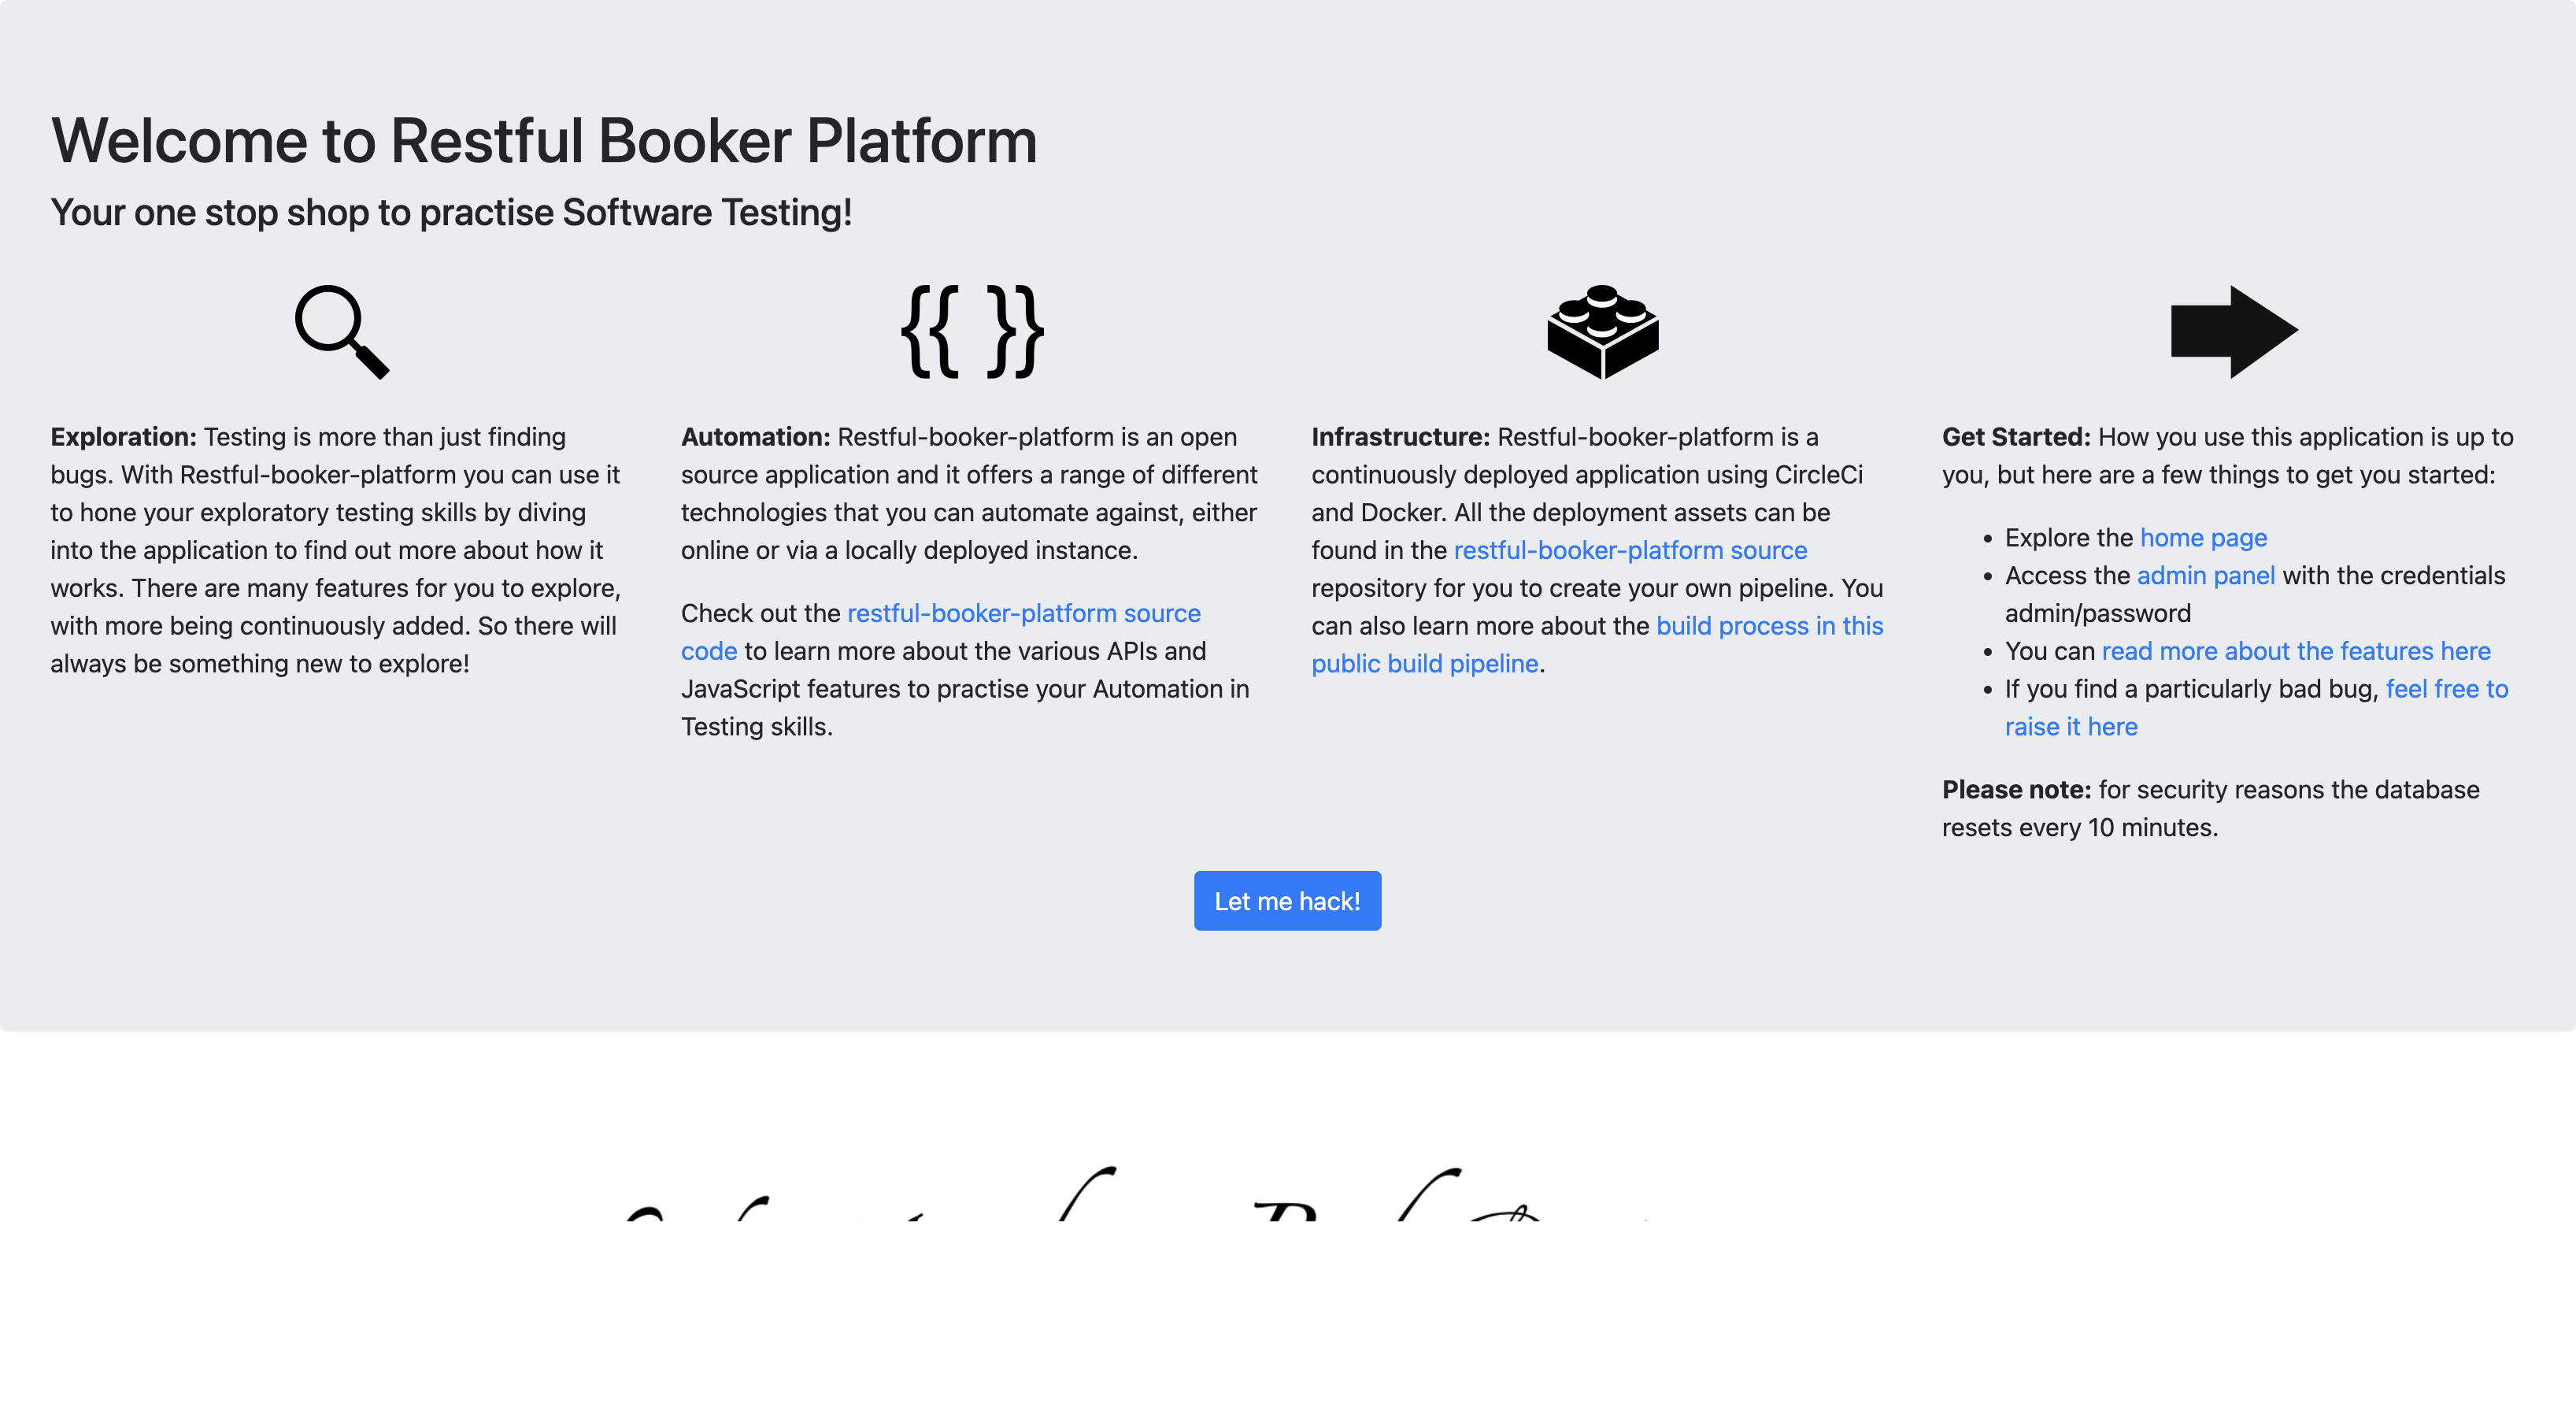 Welcome to Restful Booker Platform
Your one stop shop to practise Software Testing!
{{ }}
Exploration: Testing is more than just finding
bugs. With Restful-booker-platform you can use it
to hone your exploratory testing skills by diving
into the application to find out more about how it
works. There are many features for you to explore,
with more being continuously added. So there will
always be something new to explore!
Automation: Restful-booker-platform is an open
source application and it offers a range of different
technologies that you can automate against, either
online or via a locally deployed instance.
Check out the restful-booker-platform source
code to learn more about the various APIs and
JavaScript features to practise your Automation in
Testing skills.
Infrastructure: Restful-booker-platform is a
continuously deployed application using CircleCi
and Docker. All the deployment assets can be
found in the restful-booker-platform source
repository for you to create your own pipeline. You
can also learn more about the build process in this
public build pipeline.
Get Started: How you use this application is up to
you, but here are a few things to get you started:
• Explore the home page
• Access the admin panel with the credentials
admin/password
• You can read more about the features here
• If you find a particularly bad bug, feel free to
raise it here
Please note: for security reasons the database
resets every 10 minutes.
Let me hack!